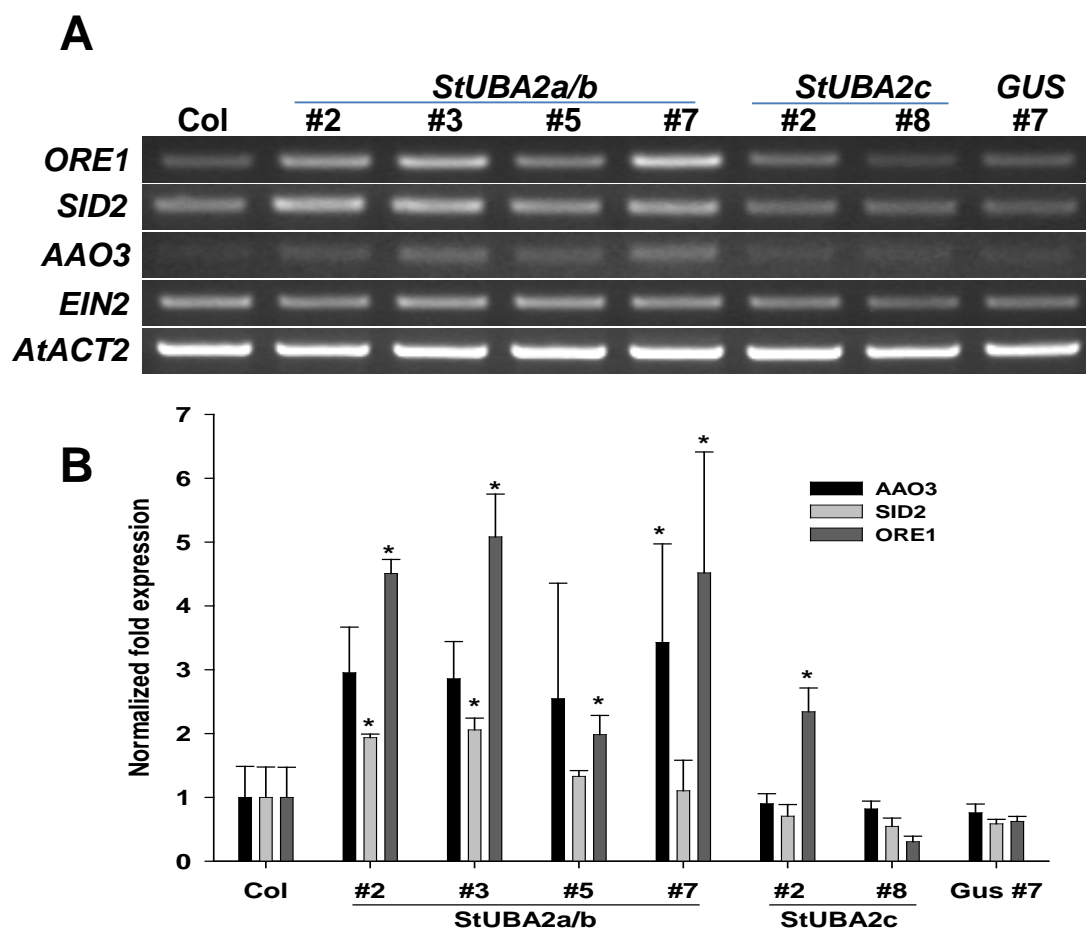 A
StUBA2a/b StUBA2c GUS
Col #2 #3 #5 #7 #2 #8 #7
ORE1
SID2
AAO3
EIN2
AtACT2
B
Normalized fold expression
7
6
5
4
3
2
1
0
* * * * * * * *
AAO3
SID2
ORE1
Col #2 #3 #5 #7 #2 #8 Gus #7
StUBA2a/b StUBA2c